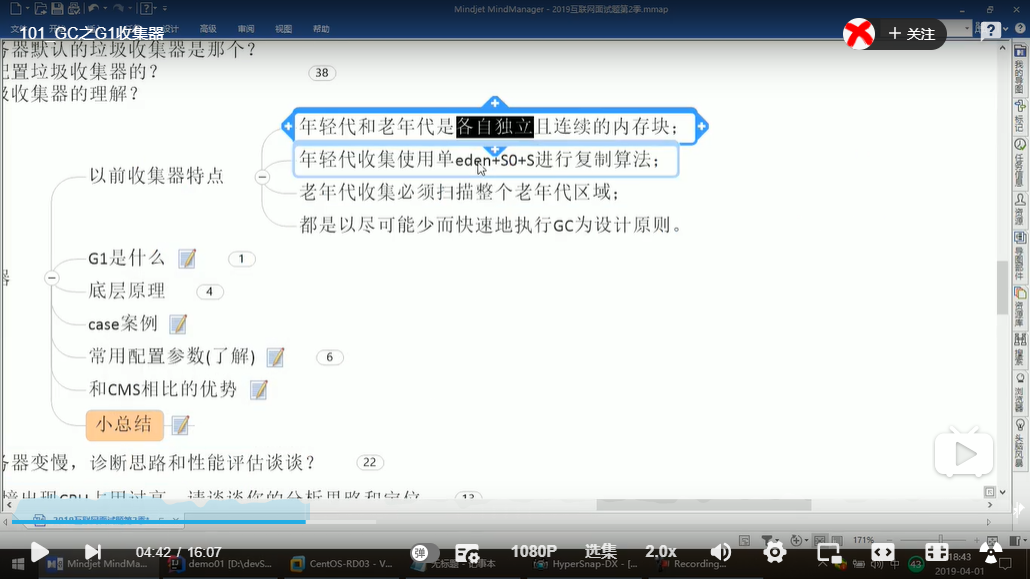 Mindjet MindManager - 2019互联网面试题第2季.mmap
101_GC之G1收集器
关注
高级
审阅
视图
帮助
务器默认的垃圾收集器是那个？
配置垃圾收集器的？
圾收集器的理解？
38
年轻代和老年代是各自独立且连续的内存块；
年轻代收集使用单eden+S0+S进行复制算法；
以前收集器特点
老年代收集必须扫描整个老年代区域；
都是以尽可能少而快速地执行GC为设计原则。
G1是什么
1
器
底层原理
4
case案例
常用配置参数(了解)
6
和CMS相比的优势
小总结
务器变慢，诊断思路和性能评估谈谈？
22
我的导图
标记
任务信息
资源
导图部件
资源库
搜索
浏览器
头脑风暴
171%
04:42 / 16:07
弹
1080P
选集
2.0x
Mindjet MindMa...
demo01 [D:\devS...
CentOS-RD03 - V...
无标题 - 记事本
HyperSnap-DX - [...
Recording...
43
18:43
2019-04-01